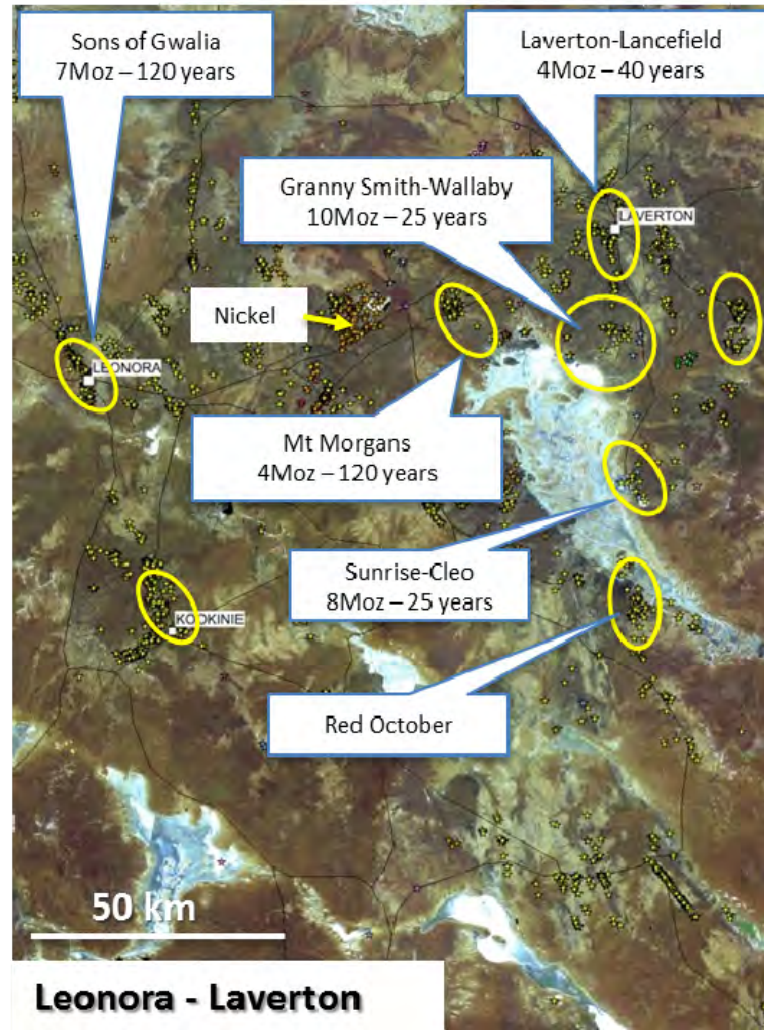 Sons of Gwalia
7Moz – 120 years
Laverton-Lancefield
4Moz – 40 years
Granny Smith-Wallaby
10Moz – 25 years
LAVERTON
Nickel
LEONORA
Mt Morgans
4Moz – 120 years
Sunrise-Cleo
8Moz – 25 years
KOOKINIE
Red October
50 km
Leonora - Laverton